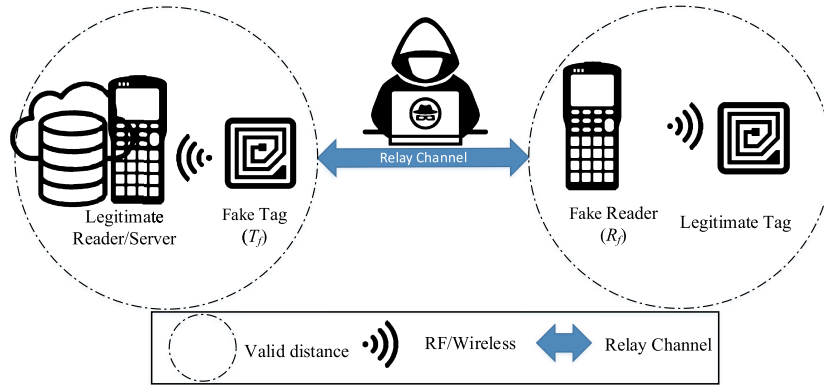 Relay Channel
Legitimate
Reader/Server
Fake Tag
(Tf)
Fake Reader
(Rf)
Legitimate Tag
Valid distance
RF/Wireless
Relay Channel